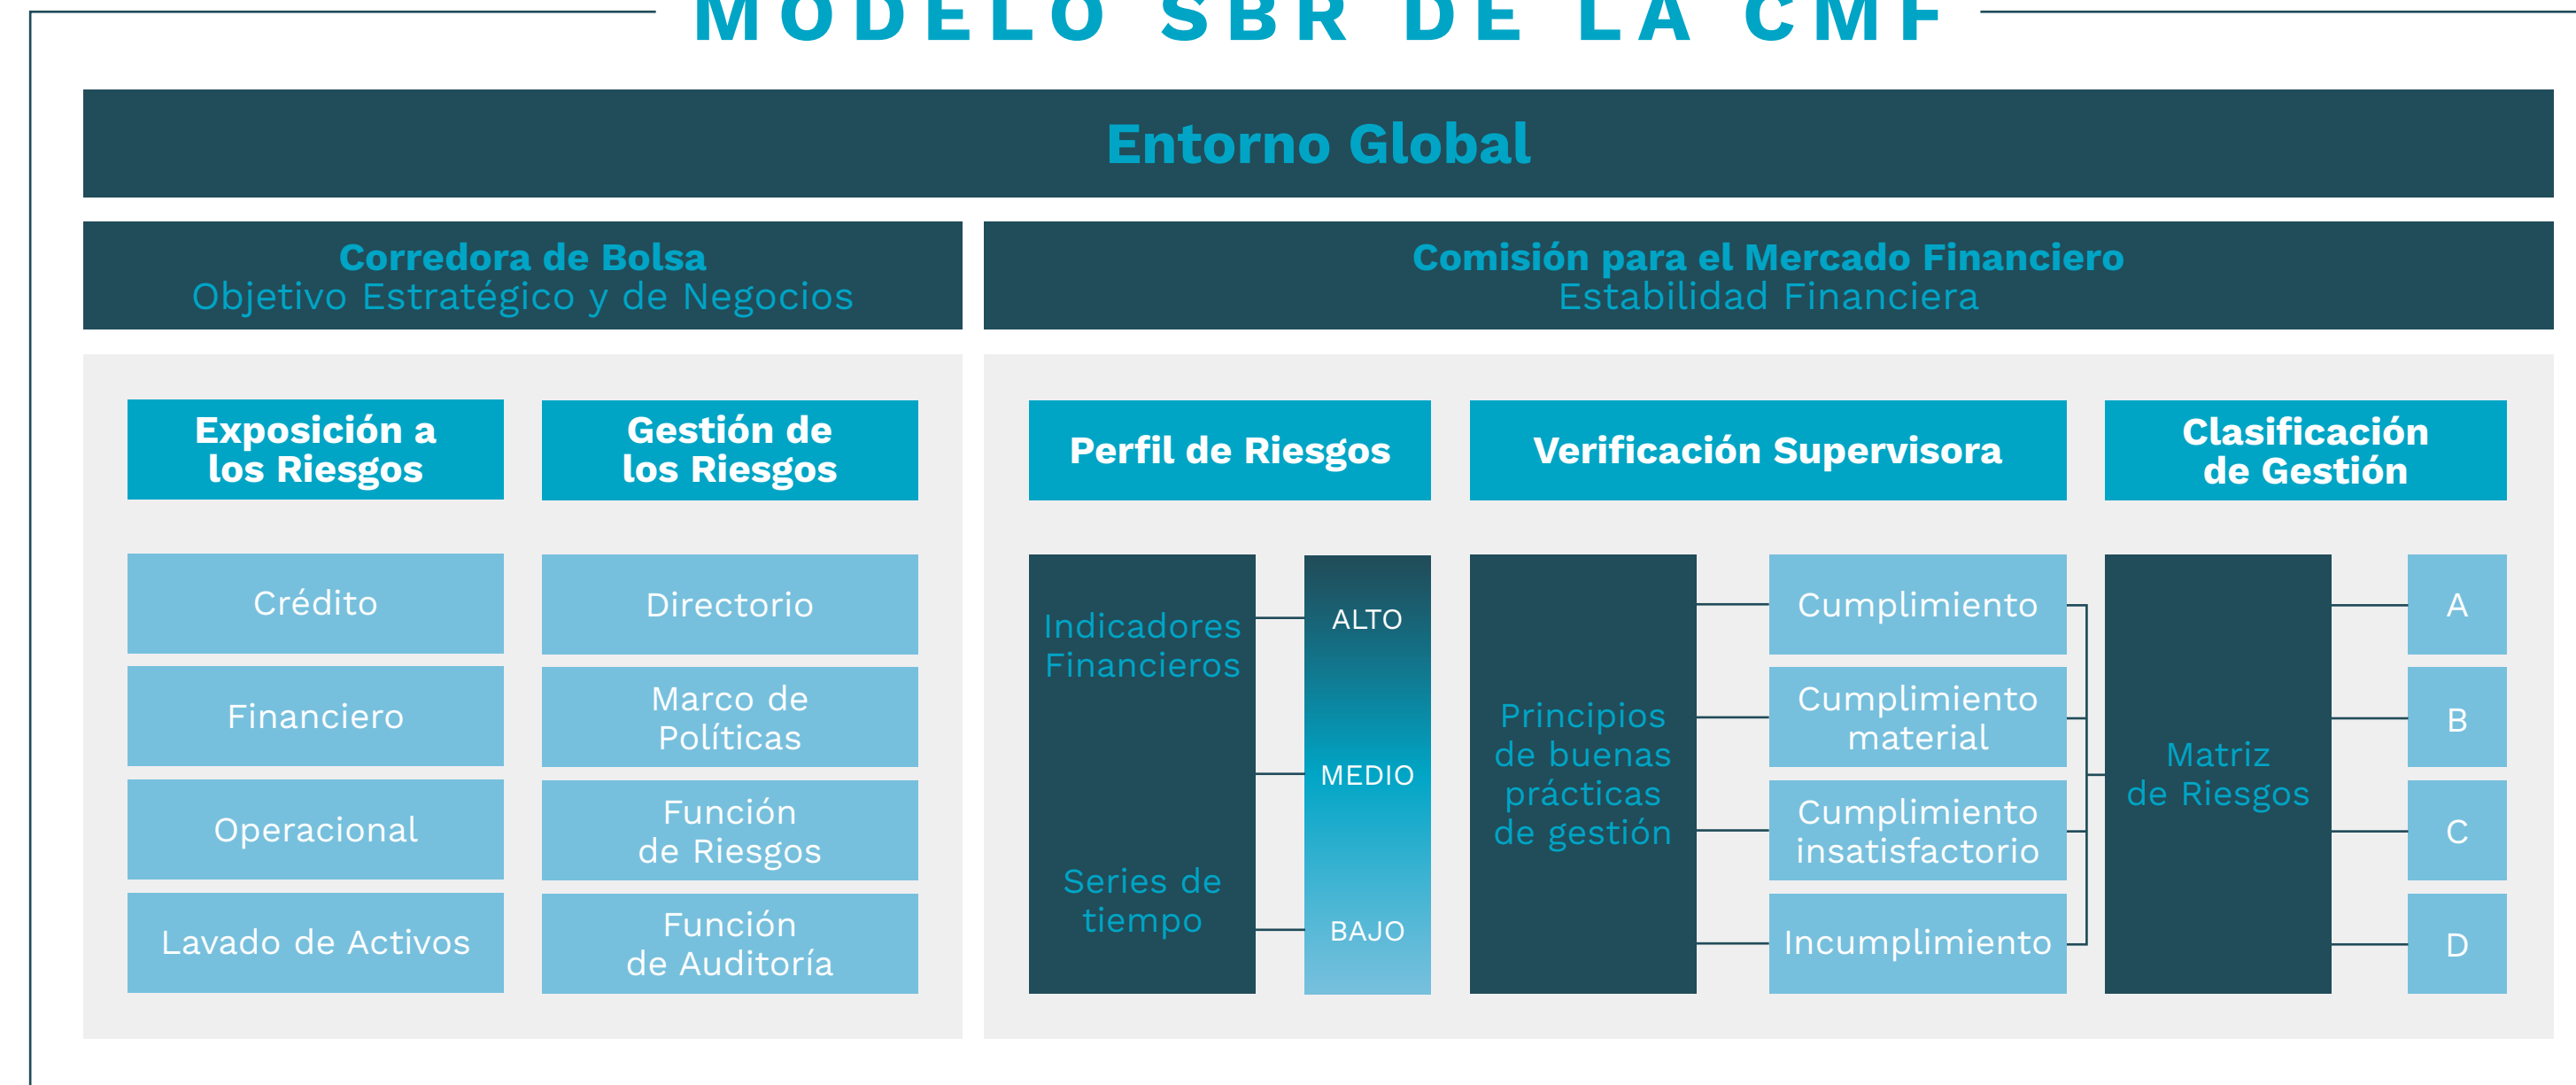 MODELO SBR DE LA CMF
Entorno Global
Corredora de Bolsa
Objetivo Estratégico y de Negocios
Comisión para el Mercado Financiero
Estabilidad Financiera
Exposición a
los Riesgos
Crédito
Financiero
Operacional
Lavado de Activos
Gestión de
los Riesgos
Directorio
Marco de
Políticas
Función
de Riesgos
Función
de Auditoría
Perfil de Riesgos
Indicadores
Financieros
Series de
tiempo
ALTO
MEDIO
BAJO
Verificación Supervisora
Principios
de buenas
prácticas
de gestión
Cumplimiento
Cumplimiento
material
Cumplimiento
insatisfactorio
Incumplimiento
Clasificación
de Gestión
Matriz
de Riesgos
A
B
C
D